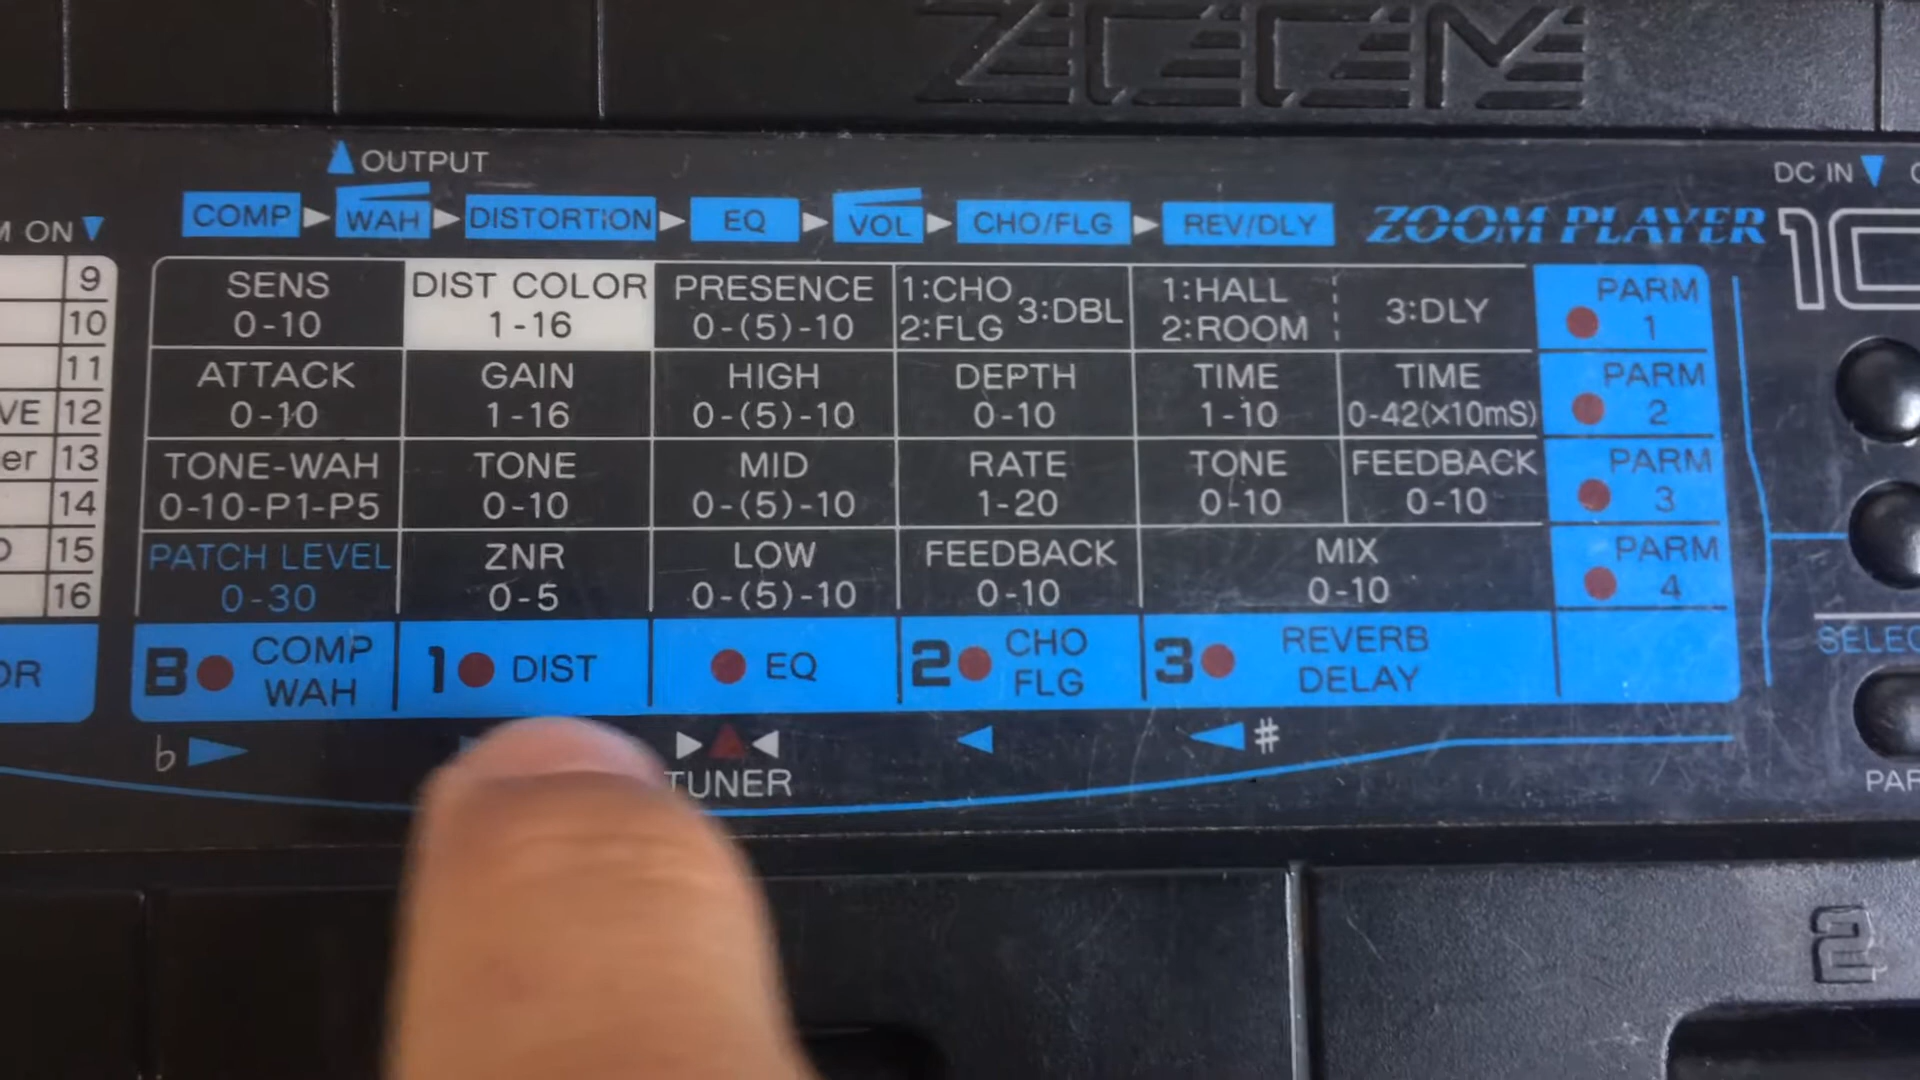 ZOOM
OUTPUT
DC IN
ON
COMP WAH DISTORTION EQ VOL CHO/FLG REV/DLY ZOOM PLAYER
9
10
11
VE 12
er 13
14
15
16
OR
SENS
0-10
DIST COLOR
1-16
PRESENCE
0-(5)-10
1:CHO
2:FLG
3:DBL
1:HALL
2:ROOM
3:DLY
PARM
1
ATTACK
0-10
GAIN
1-16
HIGH
0-(5)-10
DEPTH
0-10
TIME
1-10
TIME
0-42(x10mS)
PARM
2
TONE-WAH
0-10-P1-P5
TONE
0-10
MID
0-(5)-10
RATE
1-20
TONE
0-10
FEEDBACK
0-10
PARM
3
PATCH LEVEL
0-30
ZNR
0-5
LOW
0-(5)-10
FEEDBACK
0-10
MIX
0-10
PARM
4
B COMP
WAH
1 DIST
EQ
2 CHO
FLG
3 REVERB
DELAY
SELEC
PAR
b
TUNER
#
2